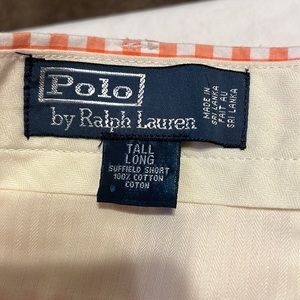 Polo
by Ralph Lauren
MADE IN
SRI LANKA
FAIT AU
SRI LANKA
TALL
LONG
SUFFIELD SHORT
100% COTTON
COTON